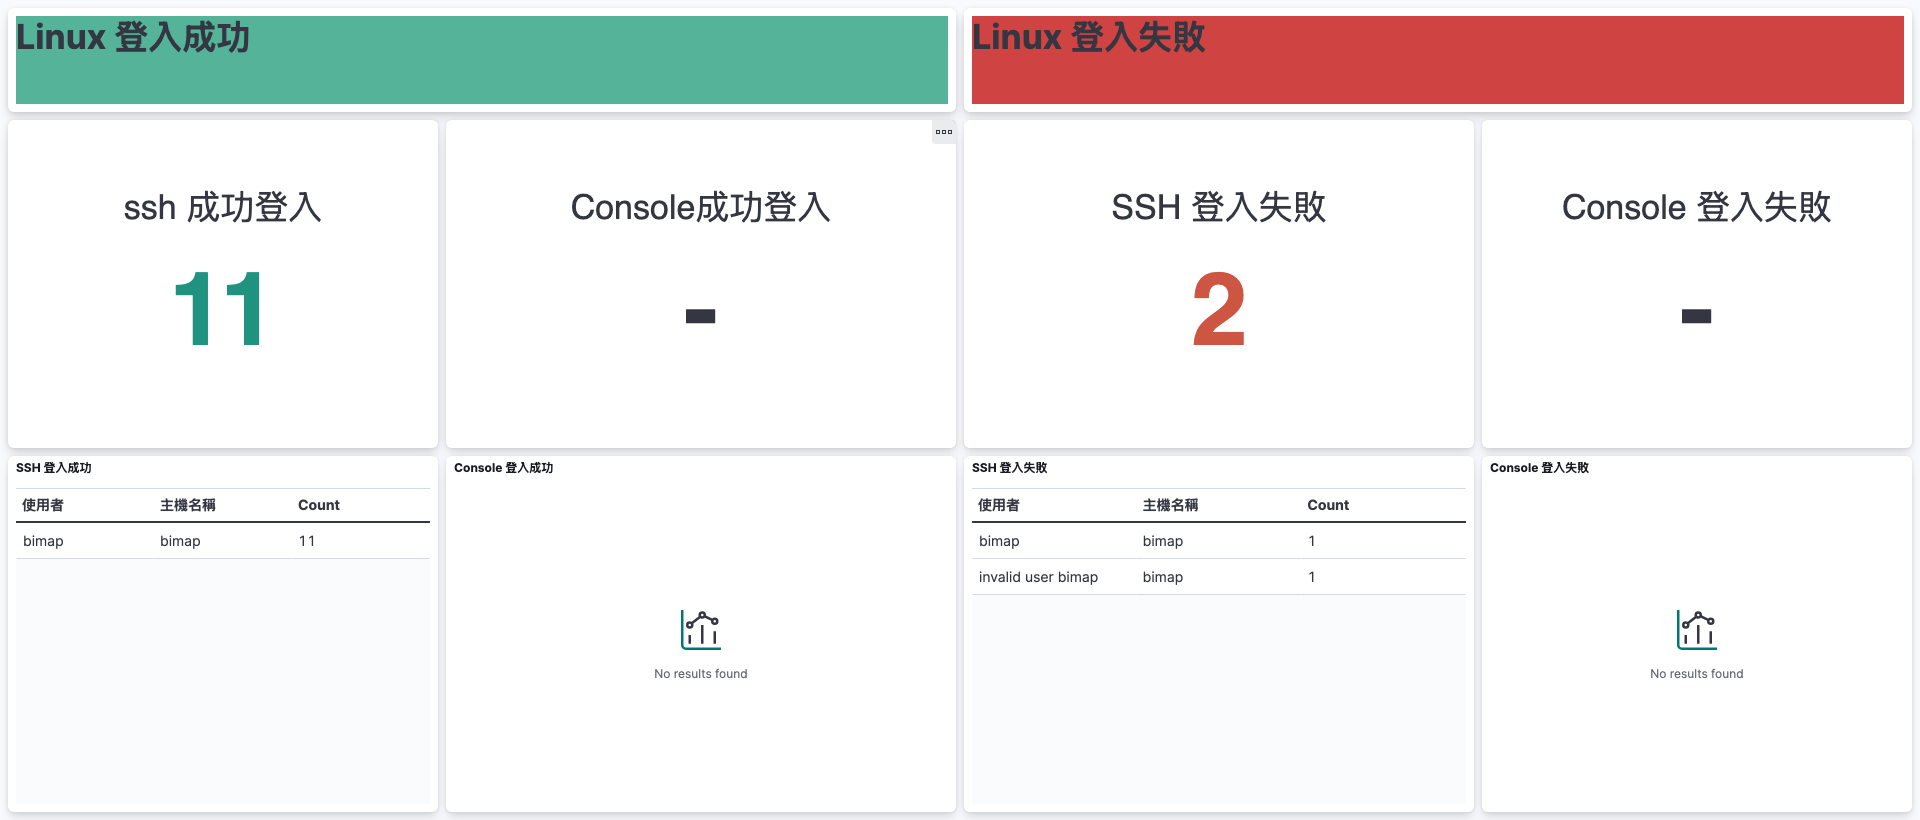 Linux 登入成功
Linux 登入失敗
ssh 成功登入
11
Console成功登入
-
SSH 登入失敗
2
Console 登入失敗
-
SSH 登入成功
使用者 主機名稱 Count
bimap bimap 11
Console 登入成功
No results found
SSH 登入失敗
使用者 主機名稱 Count
bimap bimap 1
invalid user bimap bimap 1
Console 登入失敗
No results found